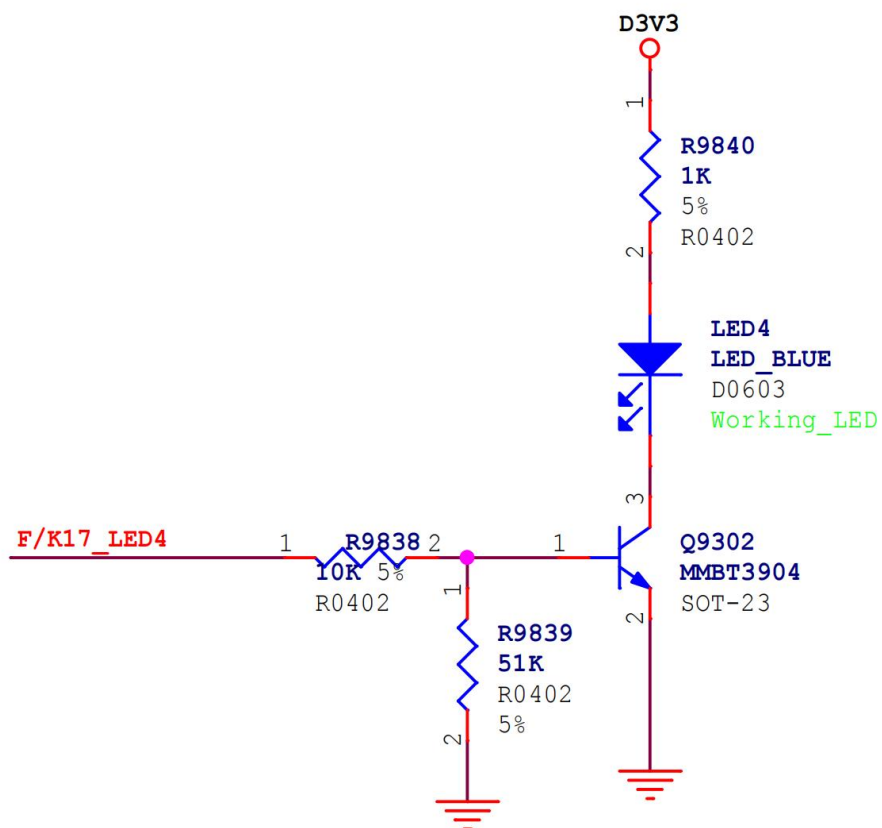 D3V3
1
R9840
1K
5%
R0402
2
LED4
LED_BLUE
D0603
Working_LED
3
F/K17_LED4
1
R9838
2
10K 5%
R0402
1
Q9302
MMBT3904
SOT-23
2
1
R9839
51K
R0402
5%
2